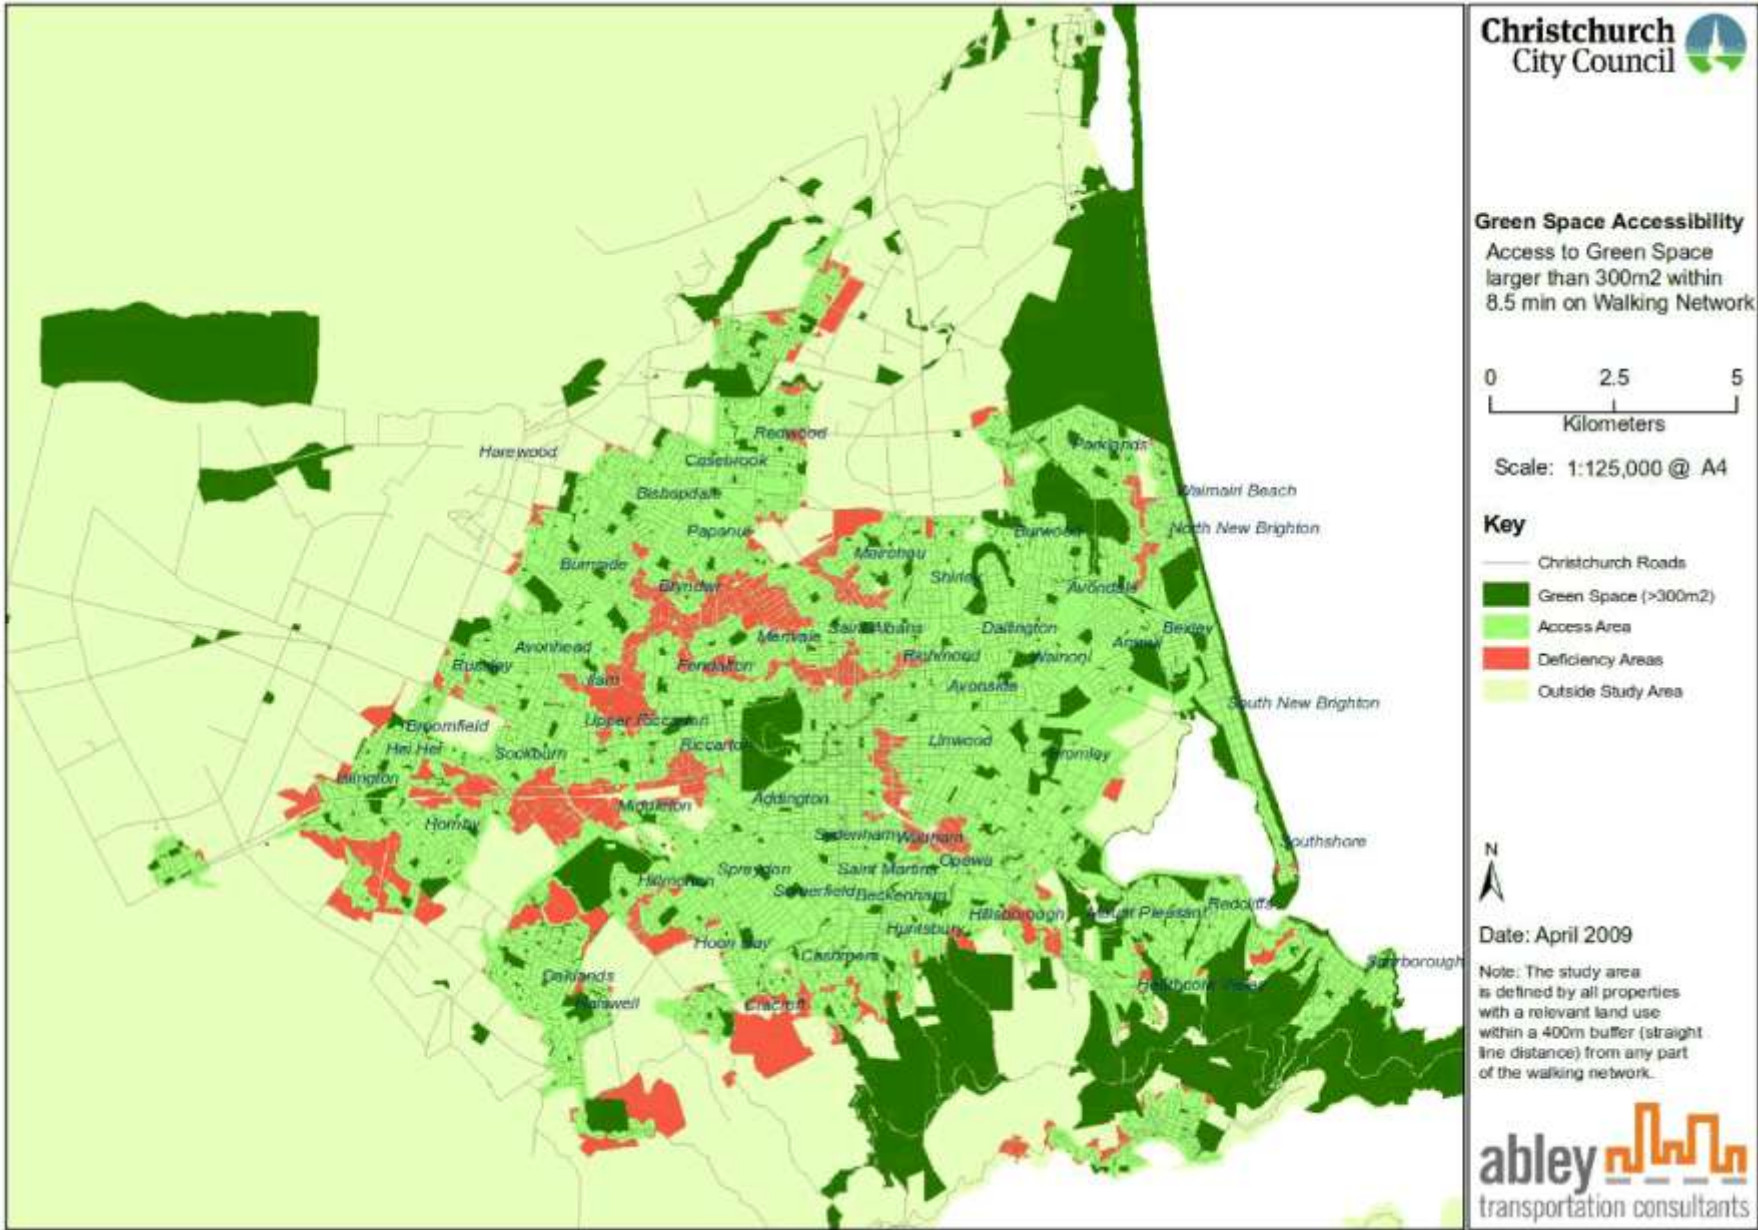 Christchurch
City Council
Green Space Accessibility
Access to Green Space
larger than 300m2 within
8.5 min on Walking Network
0 2.5 5
Kilometers
Scale: 1:125,000 @ A4
Key
Christchurch Roads
Green Space (>300m2)
Access Area
Deficiency Areas
Outside Study Area
N
Date: April 2009
Note: The study area
is defined by all properties
with a relevant land use
within a 400m buffer (straight
line distance) from any part
of the walking network.
abley
transportation consultants
Redwood
Parklands
Harewood
Casebrook
Bishopdale
Waimairi Beach
Papanui
Burwood
North New Brighton
Mairehau
Burnside
Shirley
Bryndwr
Avondale
Merivale
Saint Albans
Dallington
Bexley
Avonhead
Aranui
Russley
Fendalton
Richmond
Wainoni
Ilam
Avonside
South New Brighton
Broomfield
Upper Riccarton
Hei Hei
Sockburn
Riccarton
Linwood
Bromley
Islington
Middleton
Addington
Hornby
Sydenham
Waltham
Southshore
Opawa
Hillmorton
Spreydon
Saint Martins
Somerfield
Beckenham
Redcliffs
Hillsborough
Mount Pleasant
Huntsbury
Hoon Hay
Cashmere
Scarborough
Oaklands
Heathcote Valley
Halswell
Cracroft